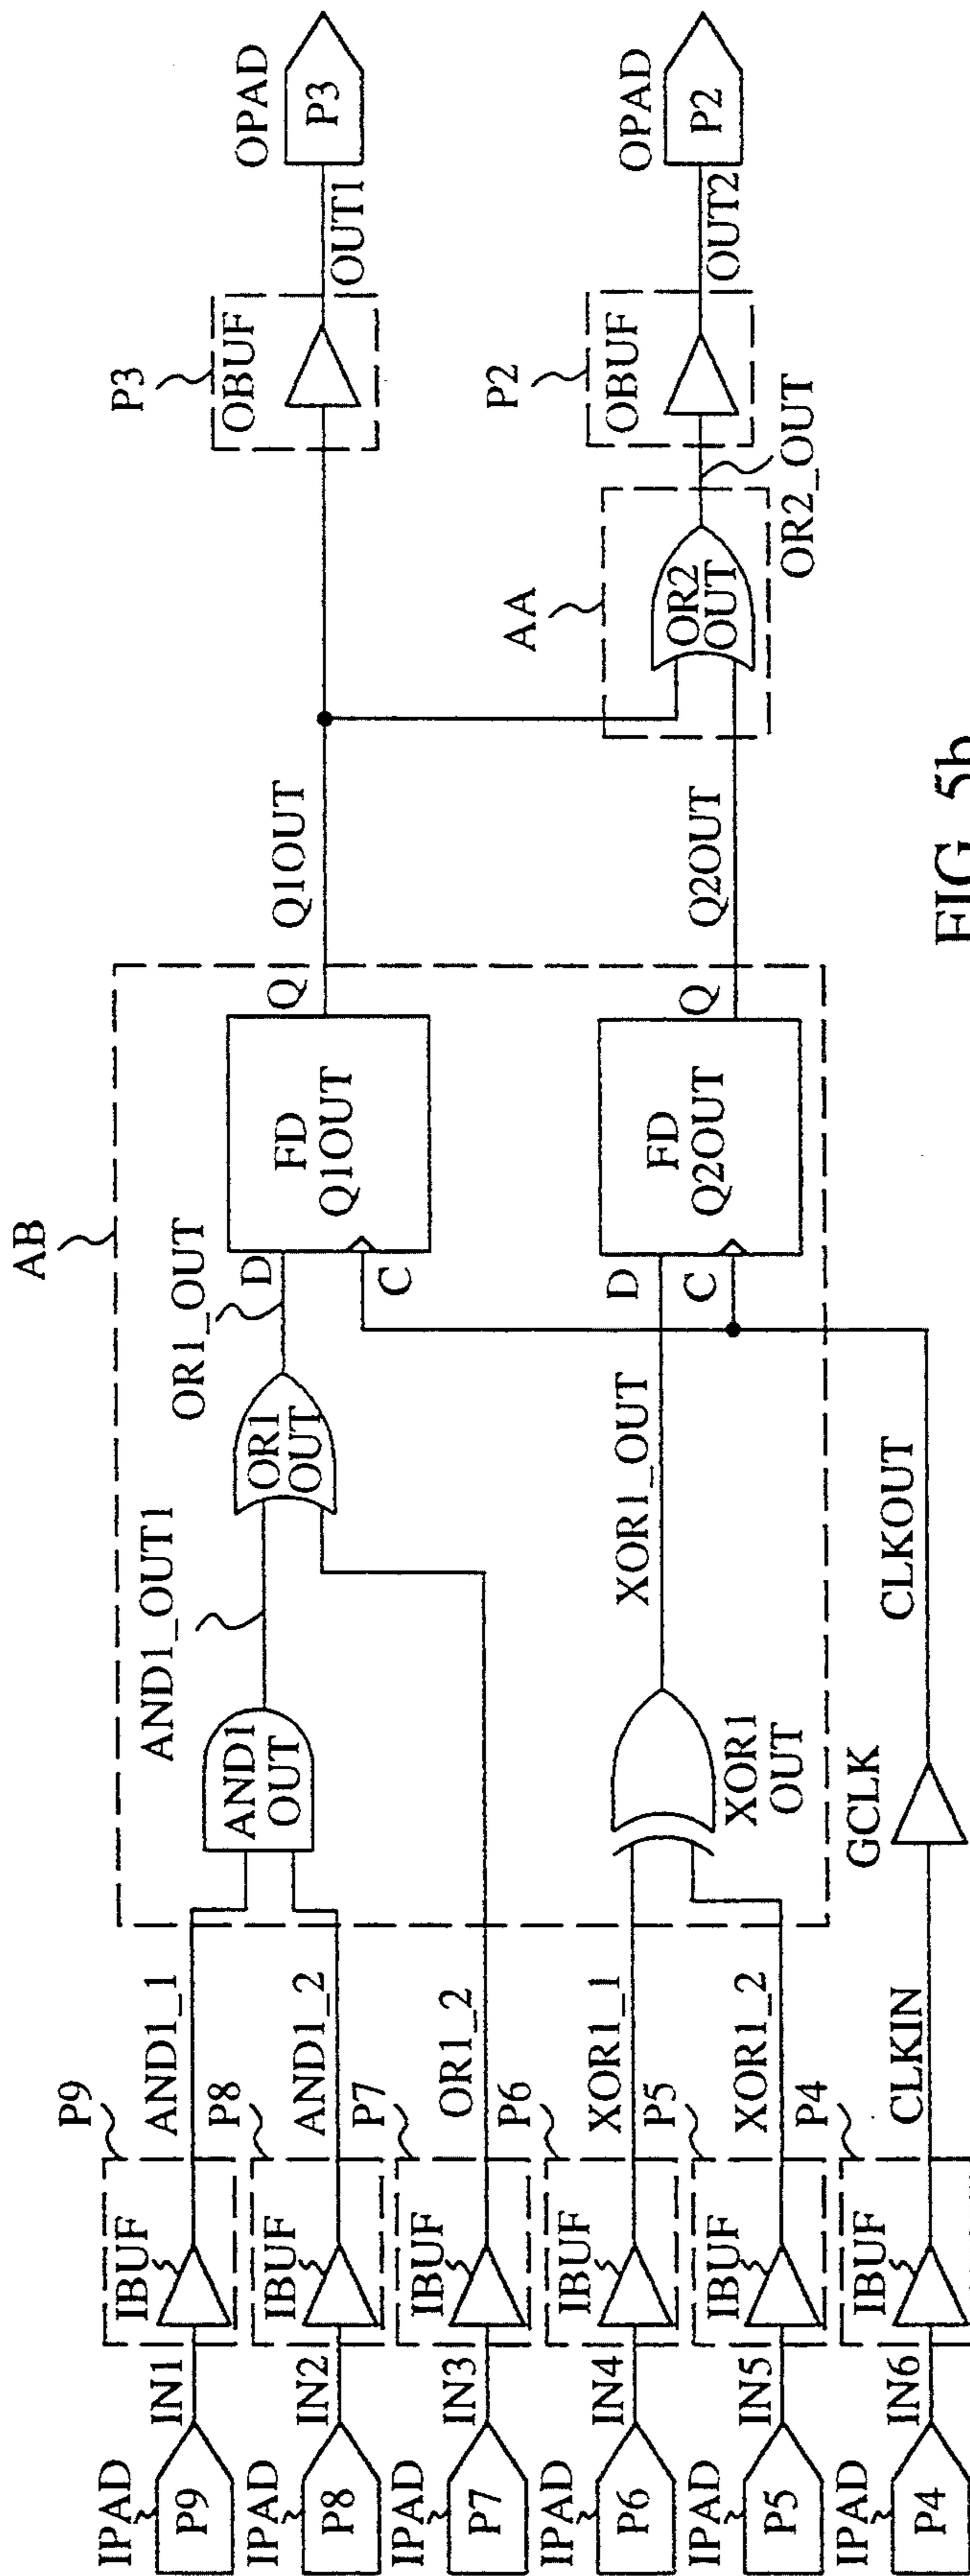 IPAD
P9
IN1
IBUF
P9
AND1_1
IPAD
P8
IN2
IBUF
P8
AND1_2
IPAD
P7
IN3
IBUF
P7
OR1_2
IPAD
P6
IN4
IBUF
P6
XOR1_1
IPAD
P5
IN5
IBUF
P5
XOR1_2
IPAD
P4
IN6
IBUF
P4
CLKIN
GCLK
CLKOUT
AB
AND1
OUT
AND1_OUT1
OR1
OUT
OR1_OUT
D
C
FD
Q1OUT
Q
Q1OUT
XOR1
OUT
XOR1_OUT
D
C
FD
Q2OUT
Q
Q2OUT
AA
OR2
OUT
OR2_OUT
P3
OBUF
OUT1
OPAD
P3
P2
OBUF
OUT2
OPAD
P2
FIG 5b